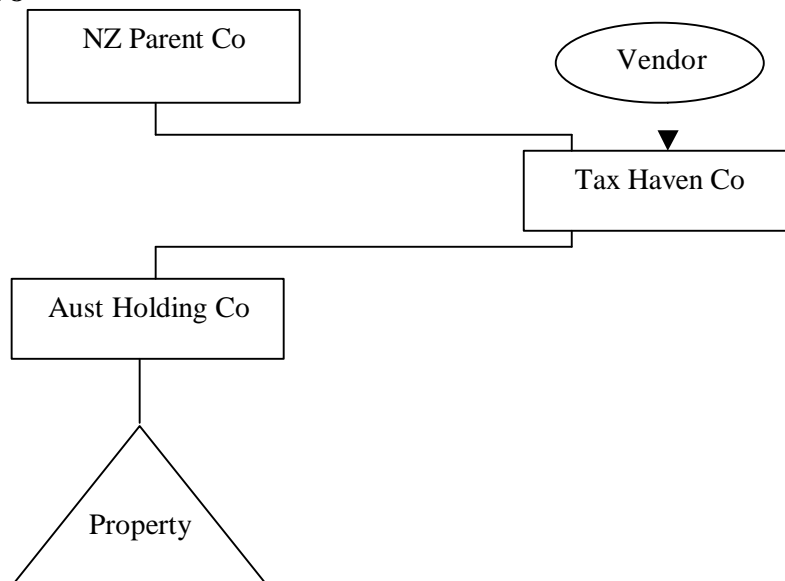 NZ Parent Co
Vendor
Tax Haven Co
Aust Holding Co
Property